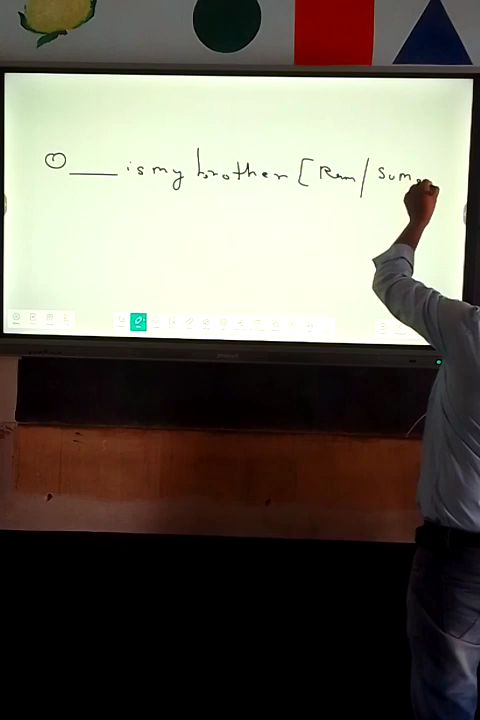 ① ____ is my brother [Ram / Sum